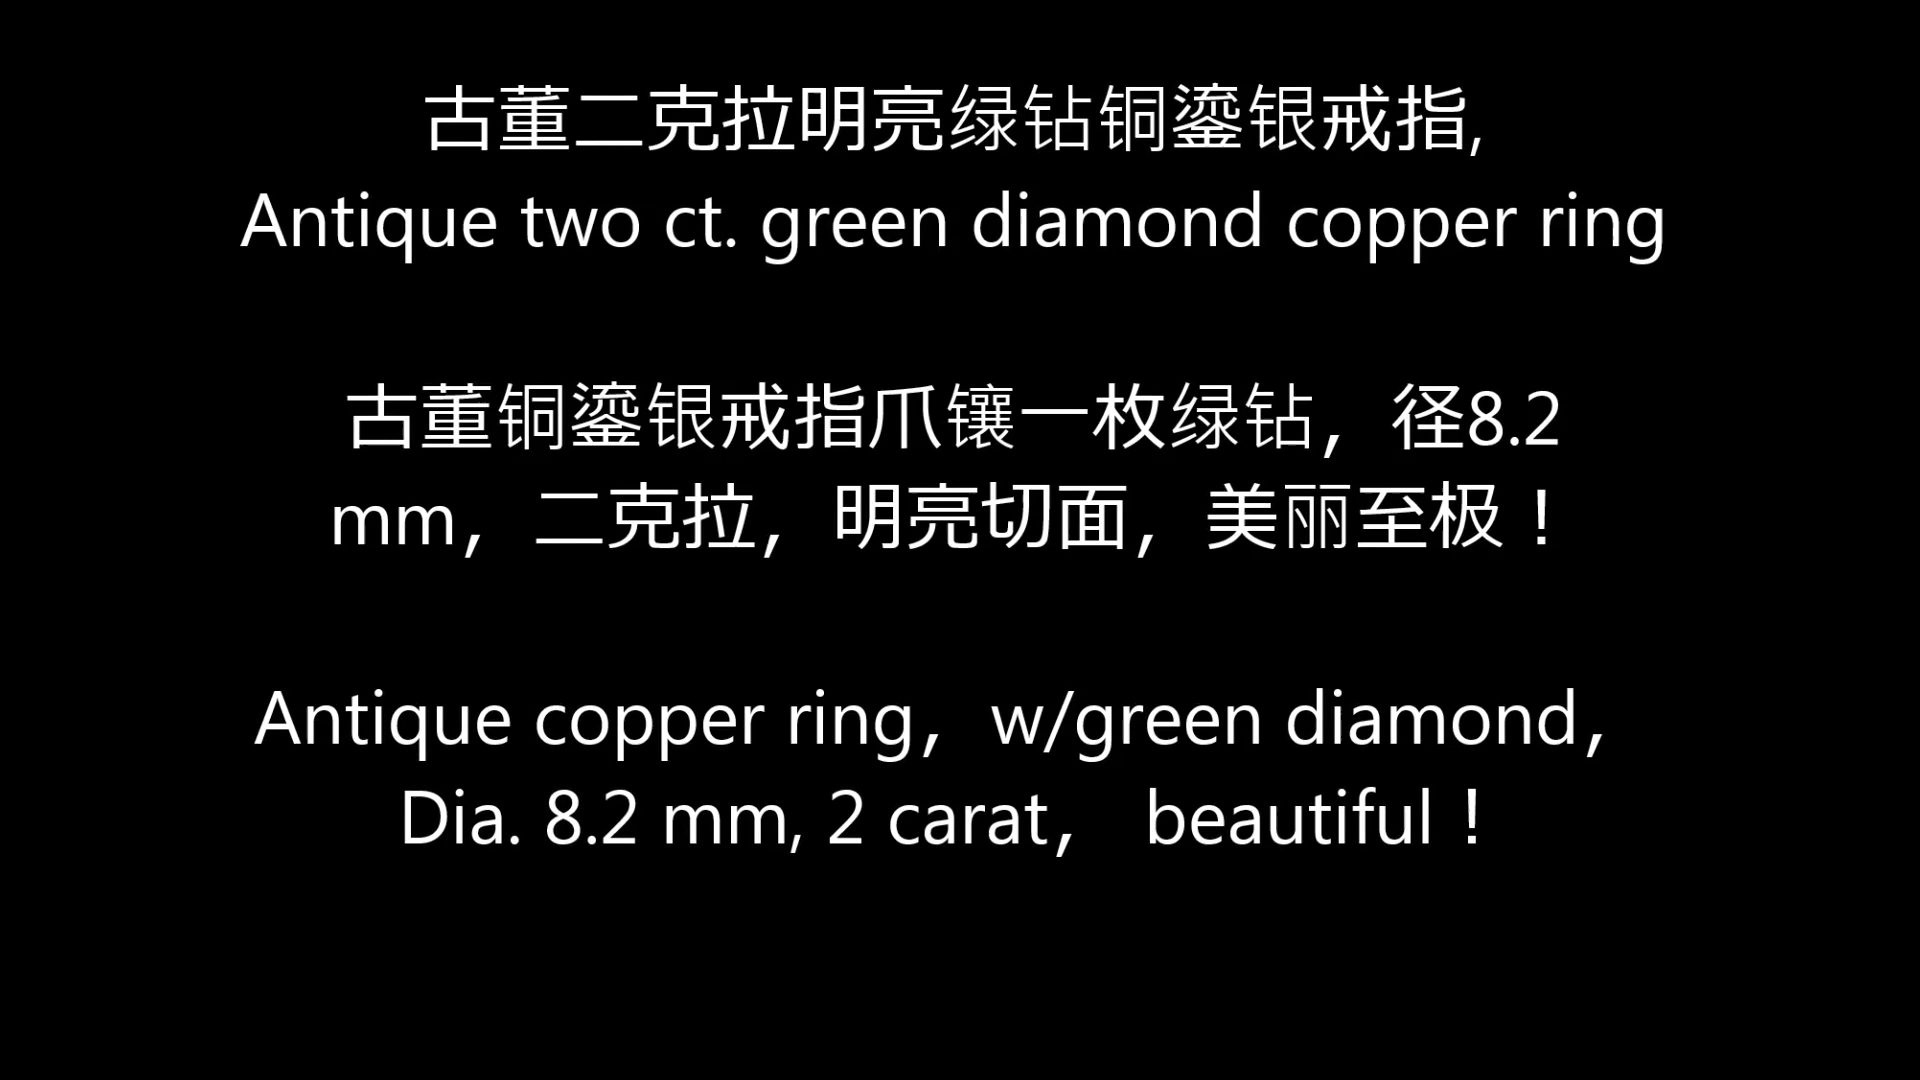 古董二克拉明亮绿钻铜鎏银戒指,
Antique two ct. green diamond copper ring
古董铜鎏银戒指爪镶一枚绿钻，径8.2
mm，二克拉，明亮切面，美丽至极！
Antique copper ring，w/green diamond，
Dia. 8.2 mm, 2 carat， beautiful！